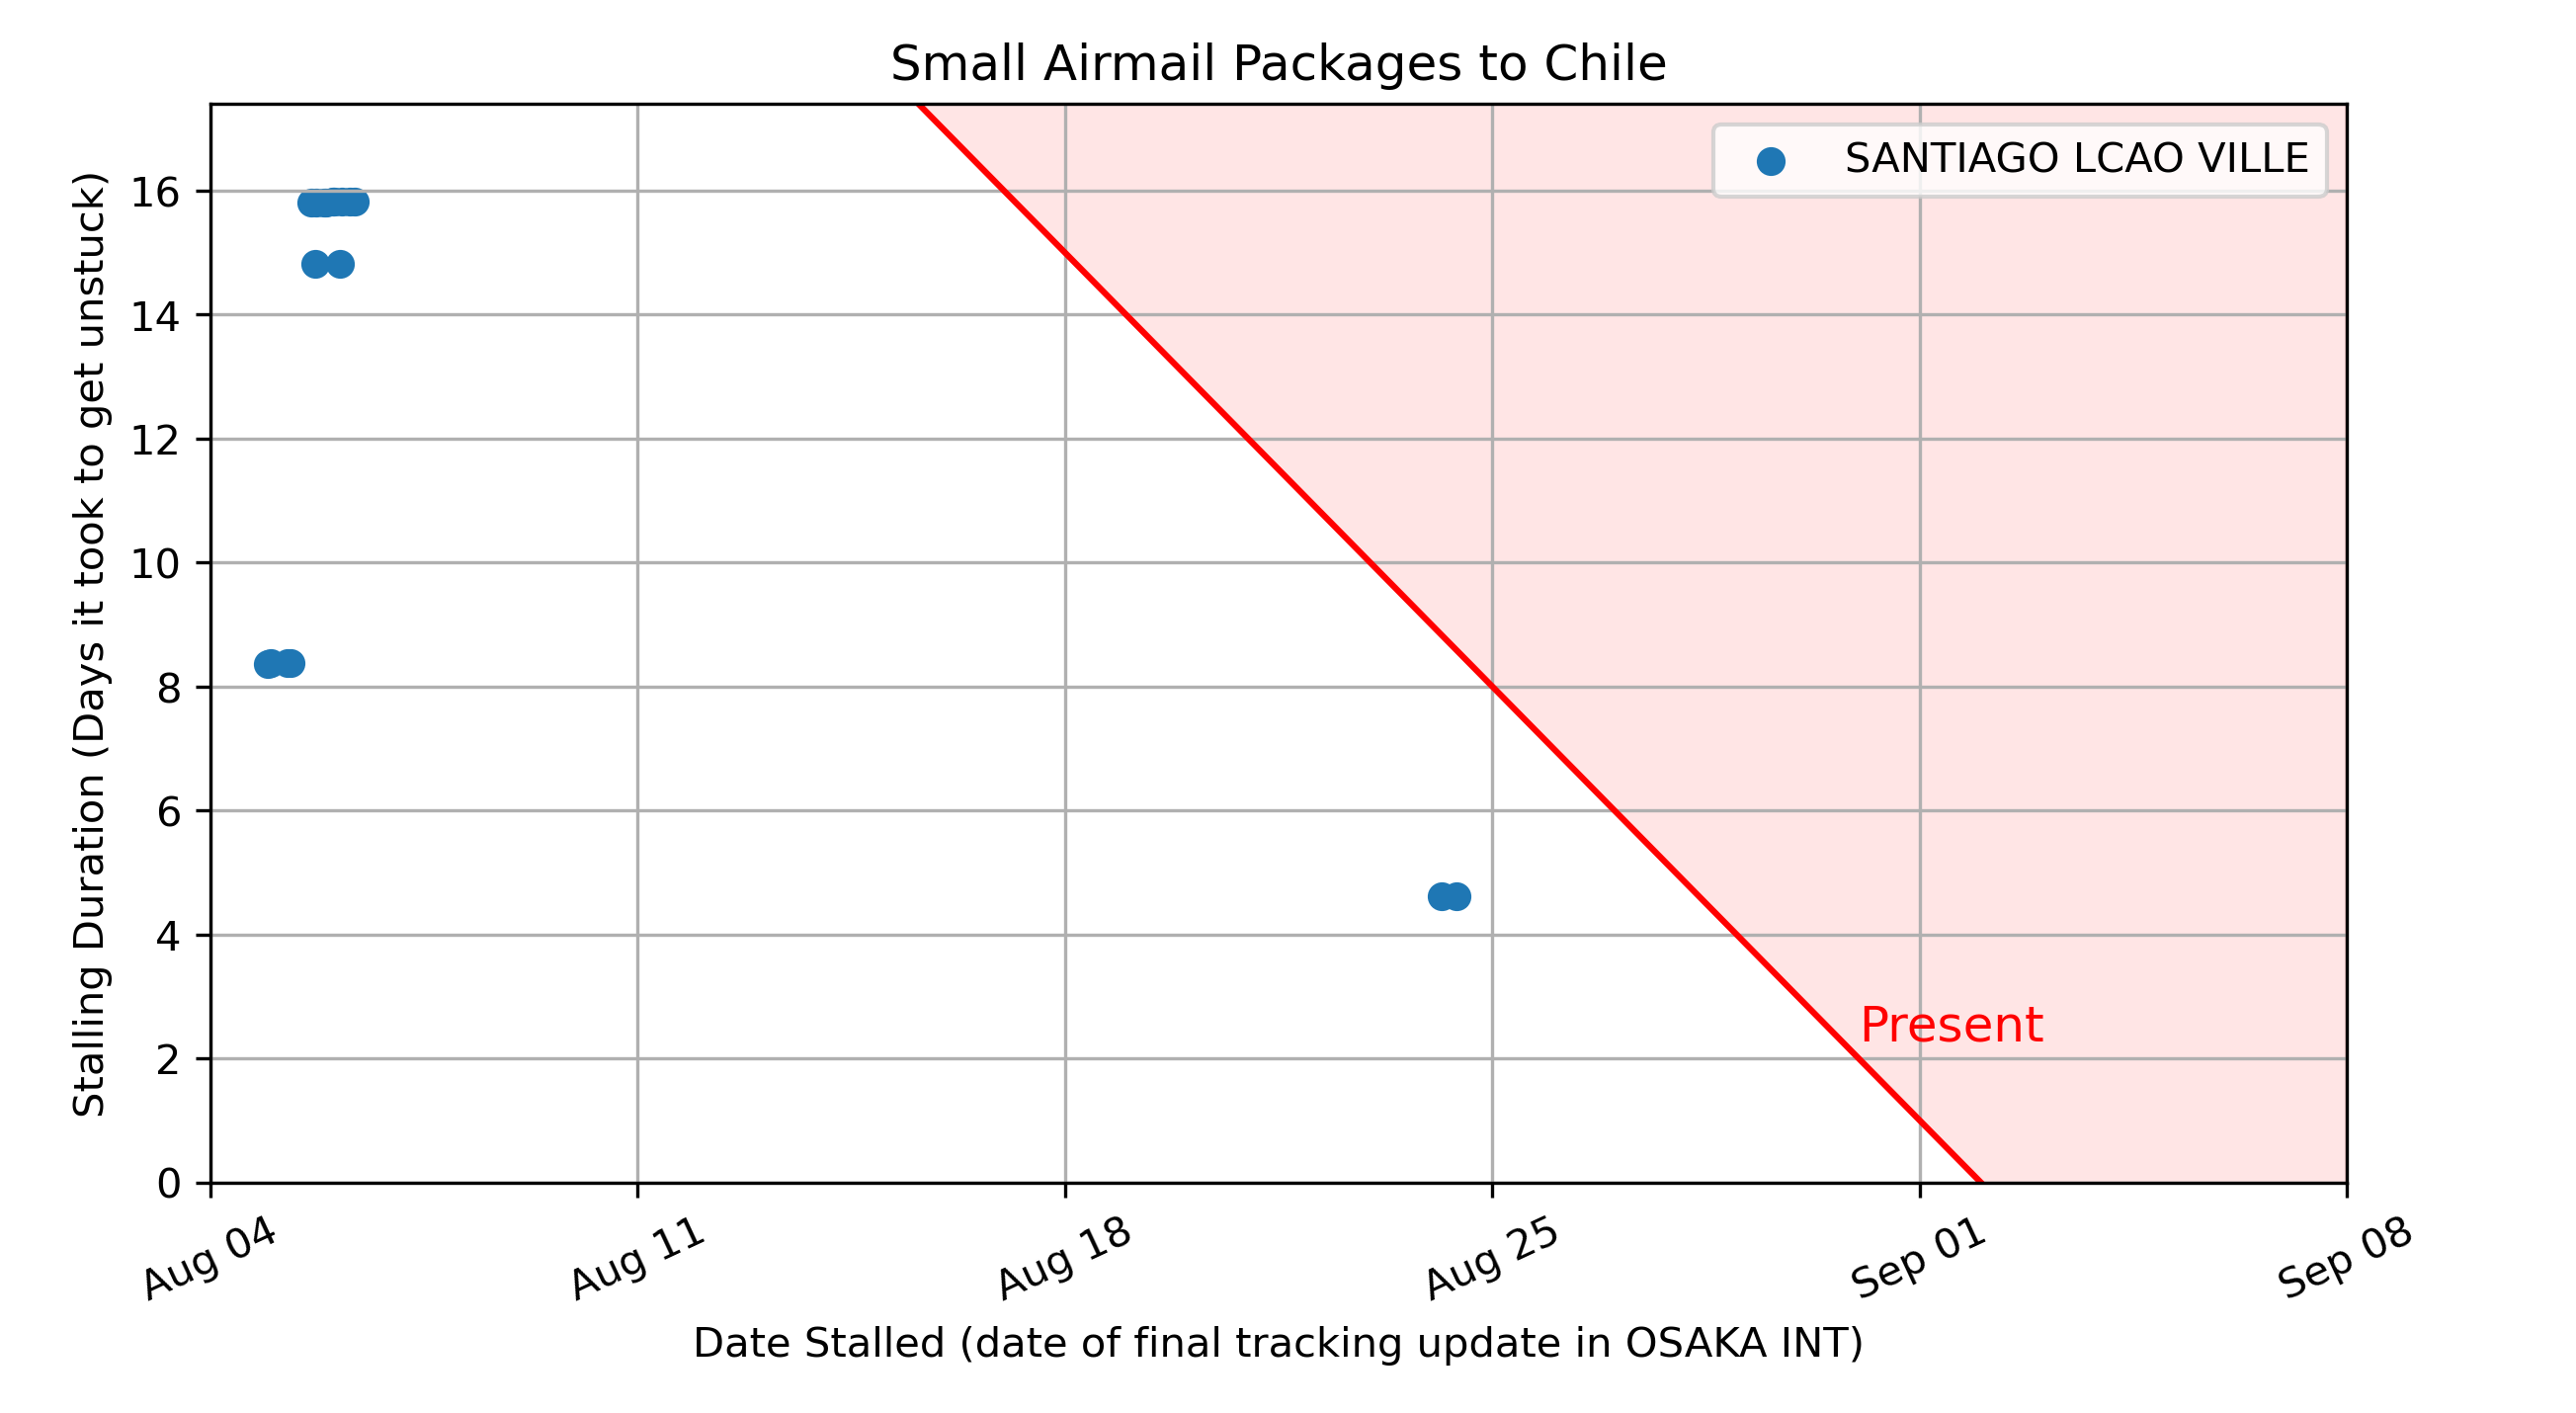 Small Airmail Packages to Chile
SANTIAGO LCAO VILLE
Stalling Duration (Days it took to get unstuck)
16
14
12
10
8
6
4
2
0
Present
Aug 04
Aug 11
Aug 18
Aug 25
Sep 01
Sep 08
Date Stalled (date of final tracking update in OSAKA INT)